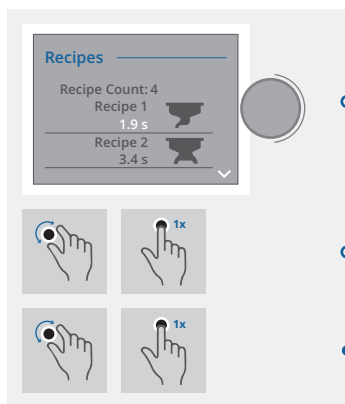 Recipes
Recipe Count: 4
Recipe 1
1.9 s
Recipe 2
3.4 s
1x
1x